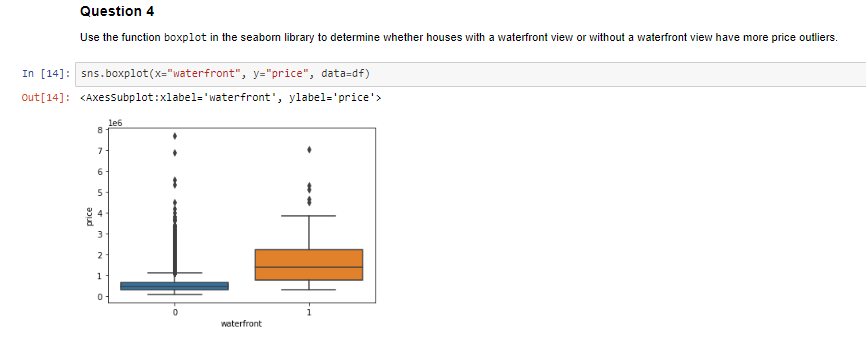 Question 4
Use the function boxplot in the seaborn library to determine whether houses with a waterfront view or without a waterfront view have more price outliers.
In [14]: sns.boxplot(x="waterfront", y="price", data=df)
Out[14]: <AxesSubplot:xlabel='waterfront', ylabel='price'>
1e6
8
7
6
5
4
3
2
1
0
price
0 1
waterfront